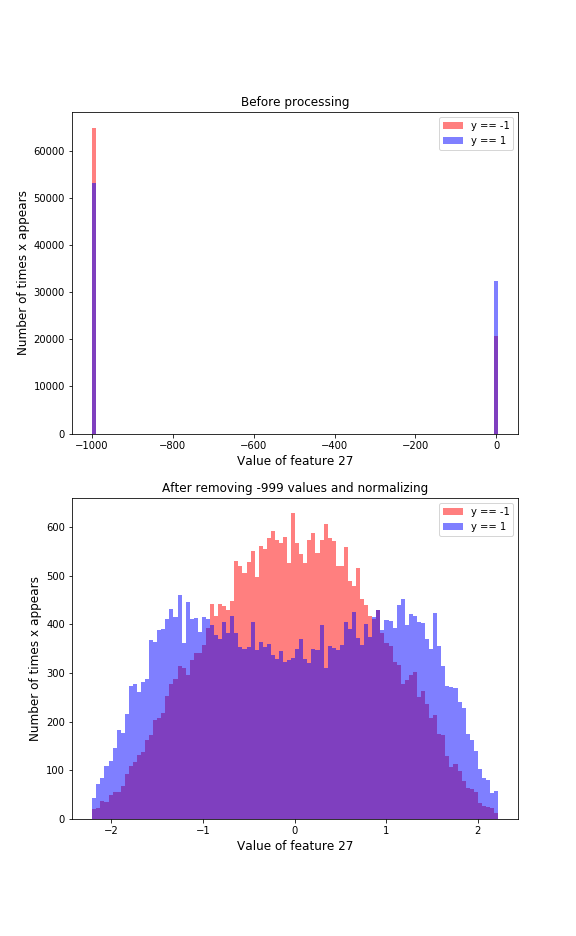 Before processing
y == -1
y == 1
Number of times x appears
60000
50000
40000
30000
20000
10000
0
−1000 −800 −600 −400 −200 0
Value of feature 27
After removing -999 values and normalizing
y == -1
y == 1
Number of times x appears
600
500
400
300
200
100
0
−2 −1 0 1 2
Value of feature 27